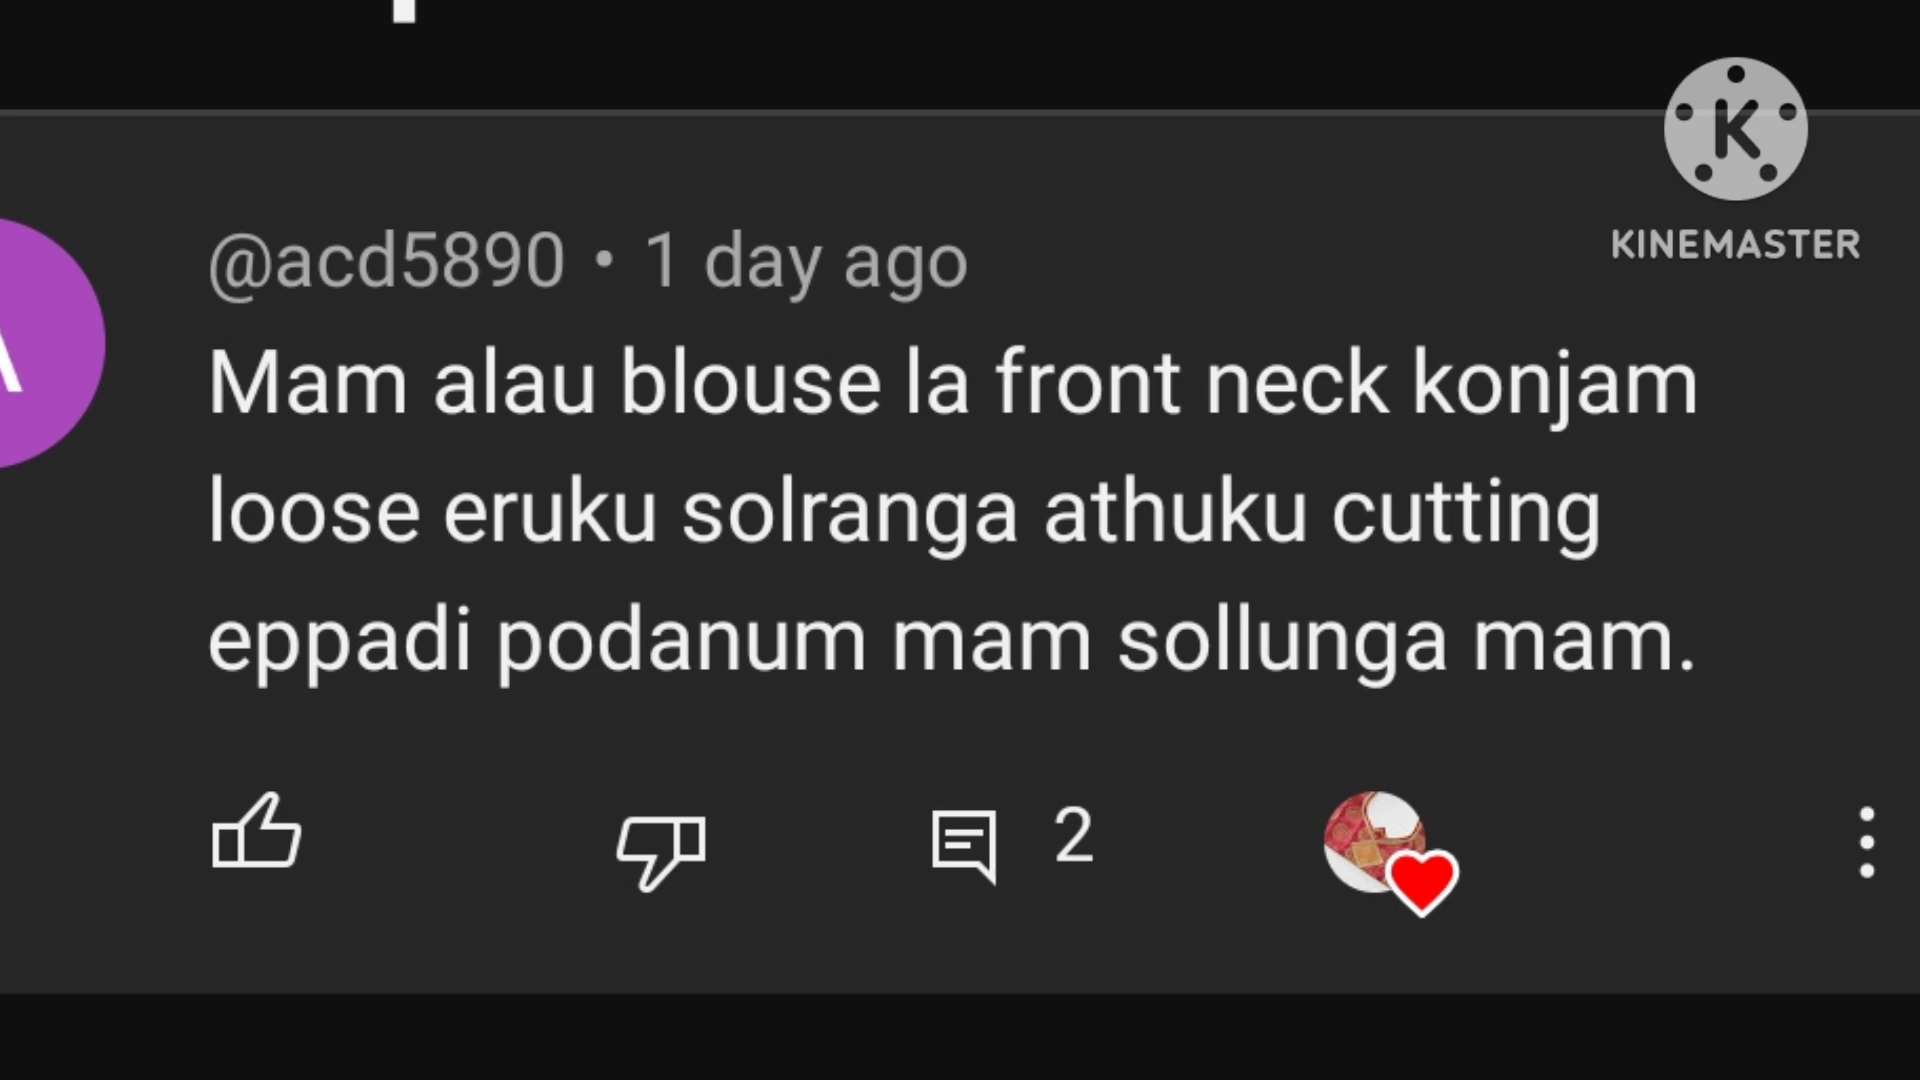 KINEMASTER
@acd5890 • 1 day ago
Mam alau blouse la front neck konjam
loose eruku solranga athuku cutting
eppadi podanum mam sollunga mam.
2